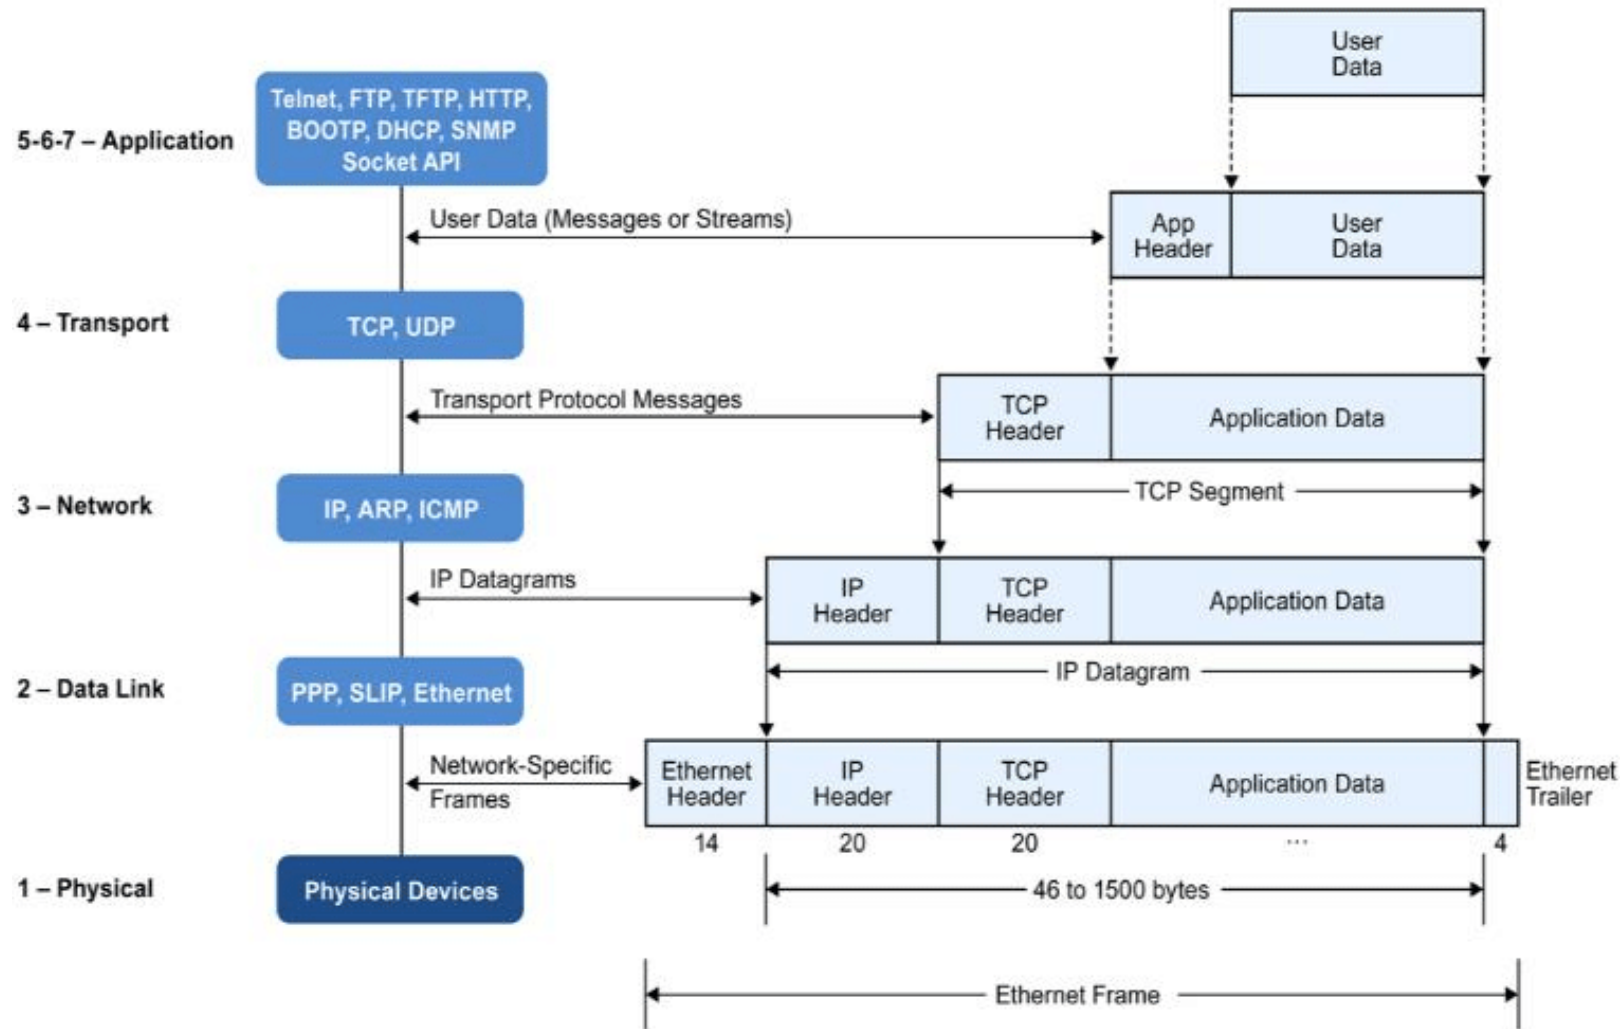 User
Data
Telnet, FTP, TFTP, HTTP,
BOOTP, DHCP, SNMP
Socket API
5-6-7 – Application
User Data (Messages or Streams)
App
Header
User
Data
4 – Transport
TCP, UDP
Transport Protocol Messages
TCP
Header
Application Data
TCP Segment
3 – Network
IP, ARP, ICMP
IP Datagrams
IP
Header
TCP
Header
Application Data
IP Datagram
2 – Data Link
PPP, SLIP, Ethernet
Network-Specific
Frames
Ethernet
Header
IP
Header
TCP
Header
Application Data
Ethernet
Trailer
14
20
20
...
4
1 – Physical
Physical Devices
46 to 1500 bytes
Ethernet Frame